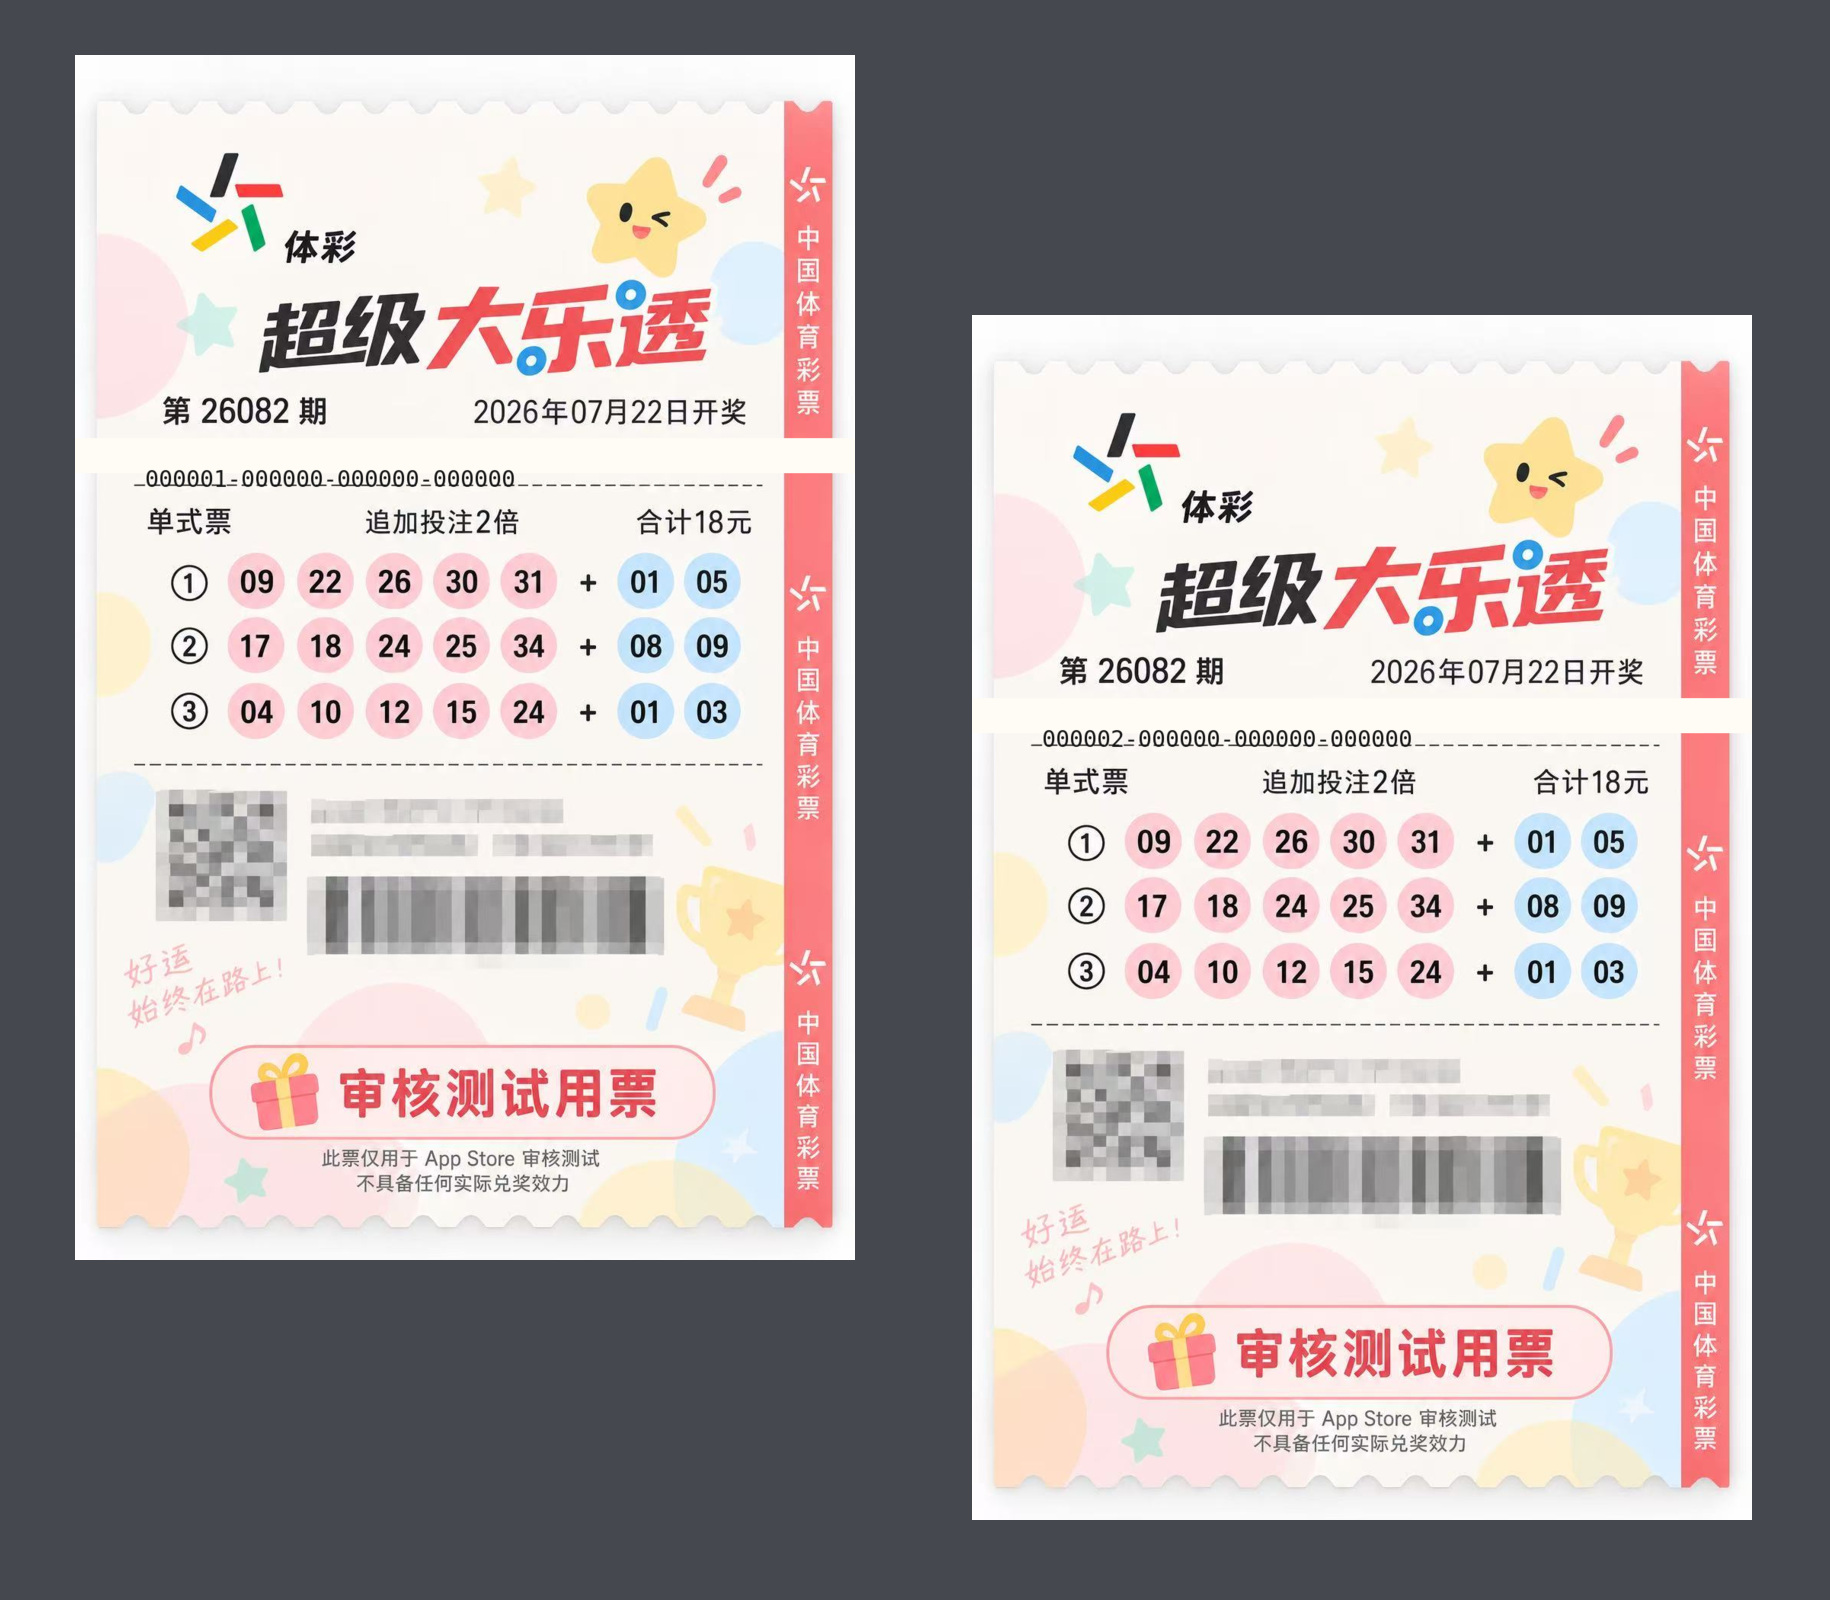 体彩
超级大乐透
第 26082 期 2026年07月22日开奖
000001-000000-000000-000000
单式票 追加投注2倍 合计18元
① 09 22 26 30 31 + 01 05
② 17 18 24 25 34 + 08 09
③ 04 10 12 15 24 + 01 03
好运
始终在路上!
审核测试用票
此票仅用于 App Store 审核测试
不具备任何实际兑奖效力
中国体育彩票
中国体育彩票
中国体育彩票
体彩
超级大乐透
第 26082 期 2026年07月22日开奖
000002-000000-000000-000000
单式票 追加投注2倍 合计18元
① 09 22 26 30 31 + 01 05
② 17 18 24 25 34 + 08 09
③ 04 10 12 15 24 + 01 03
好运
始终在路上!
审核测试用票
此票仅用于 App Store 审核测试
不具备任何实际兑奖效力
中国体育彩票
中国体育彩票
中国体育彩票